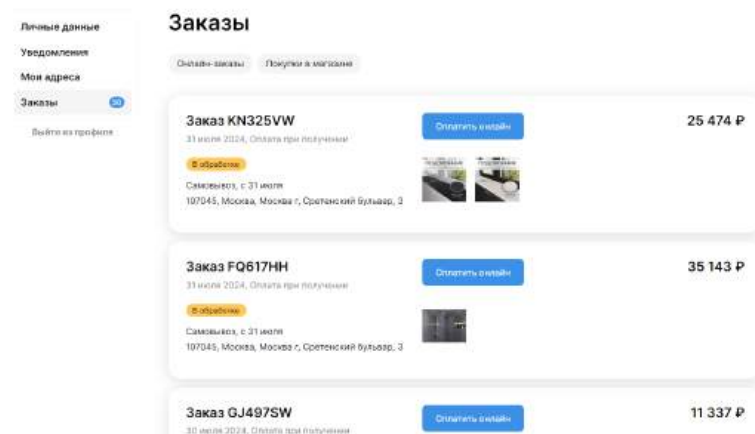 Личные данные
Уведомления
Мои адреса
Заказы 30
Выйти из профиля
Заказы
Онлайн-заказы Покупки в магазине
Заказ KN325VW Оплатить онлайн 25 474 ₽
31 июля 2024, Оплата при получении
В обработке
Самовывоз, с 31 июля
107045, Москва, Москва г, Сретенский бульвар, 3
Заказ FQ617HH Оплатить онлайн 35 143 ₽
31 июля 2024, Оплата при получении
В обработке
Самовывоз, с 31 июля
107045, Москва, Москва г, Сретенский бульвар, 3
Заказ GJ497SW Оплатить онлайн 11 337 ₽
30 июля 2024, Оплата при получении